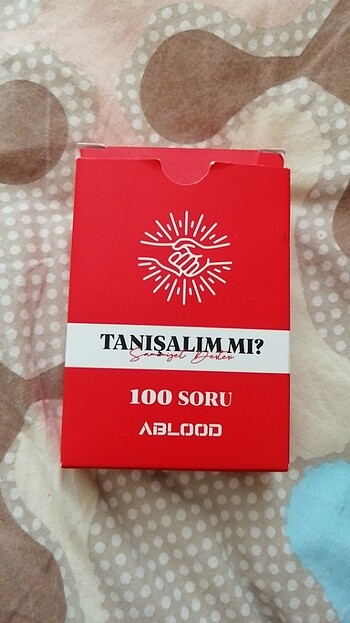 TANIŞALIM MI?
Samimiyet Destesi
100 SORU
ABLOOD